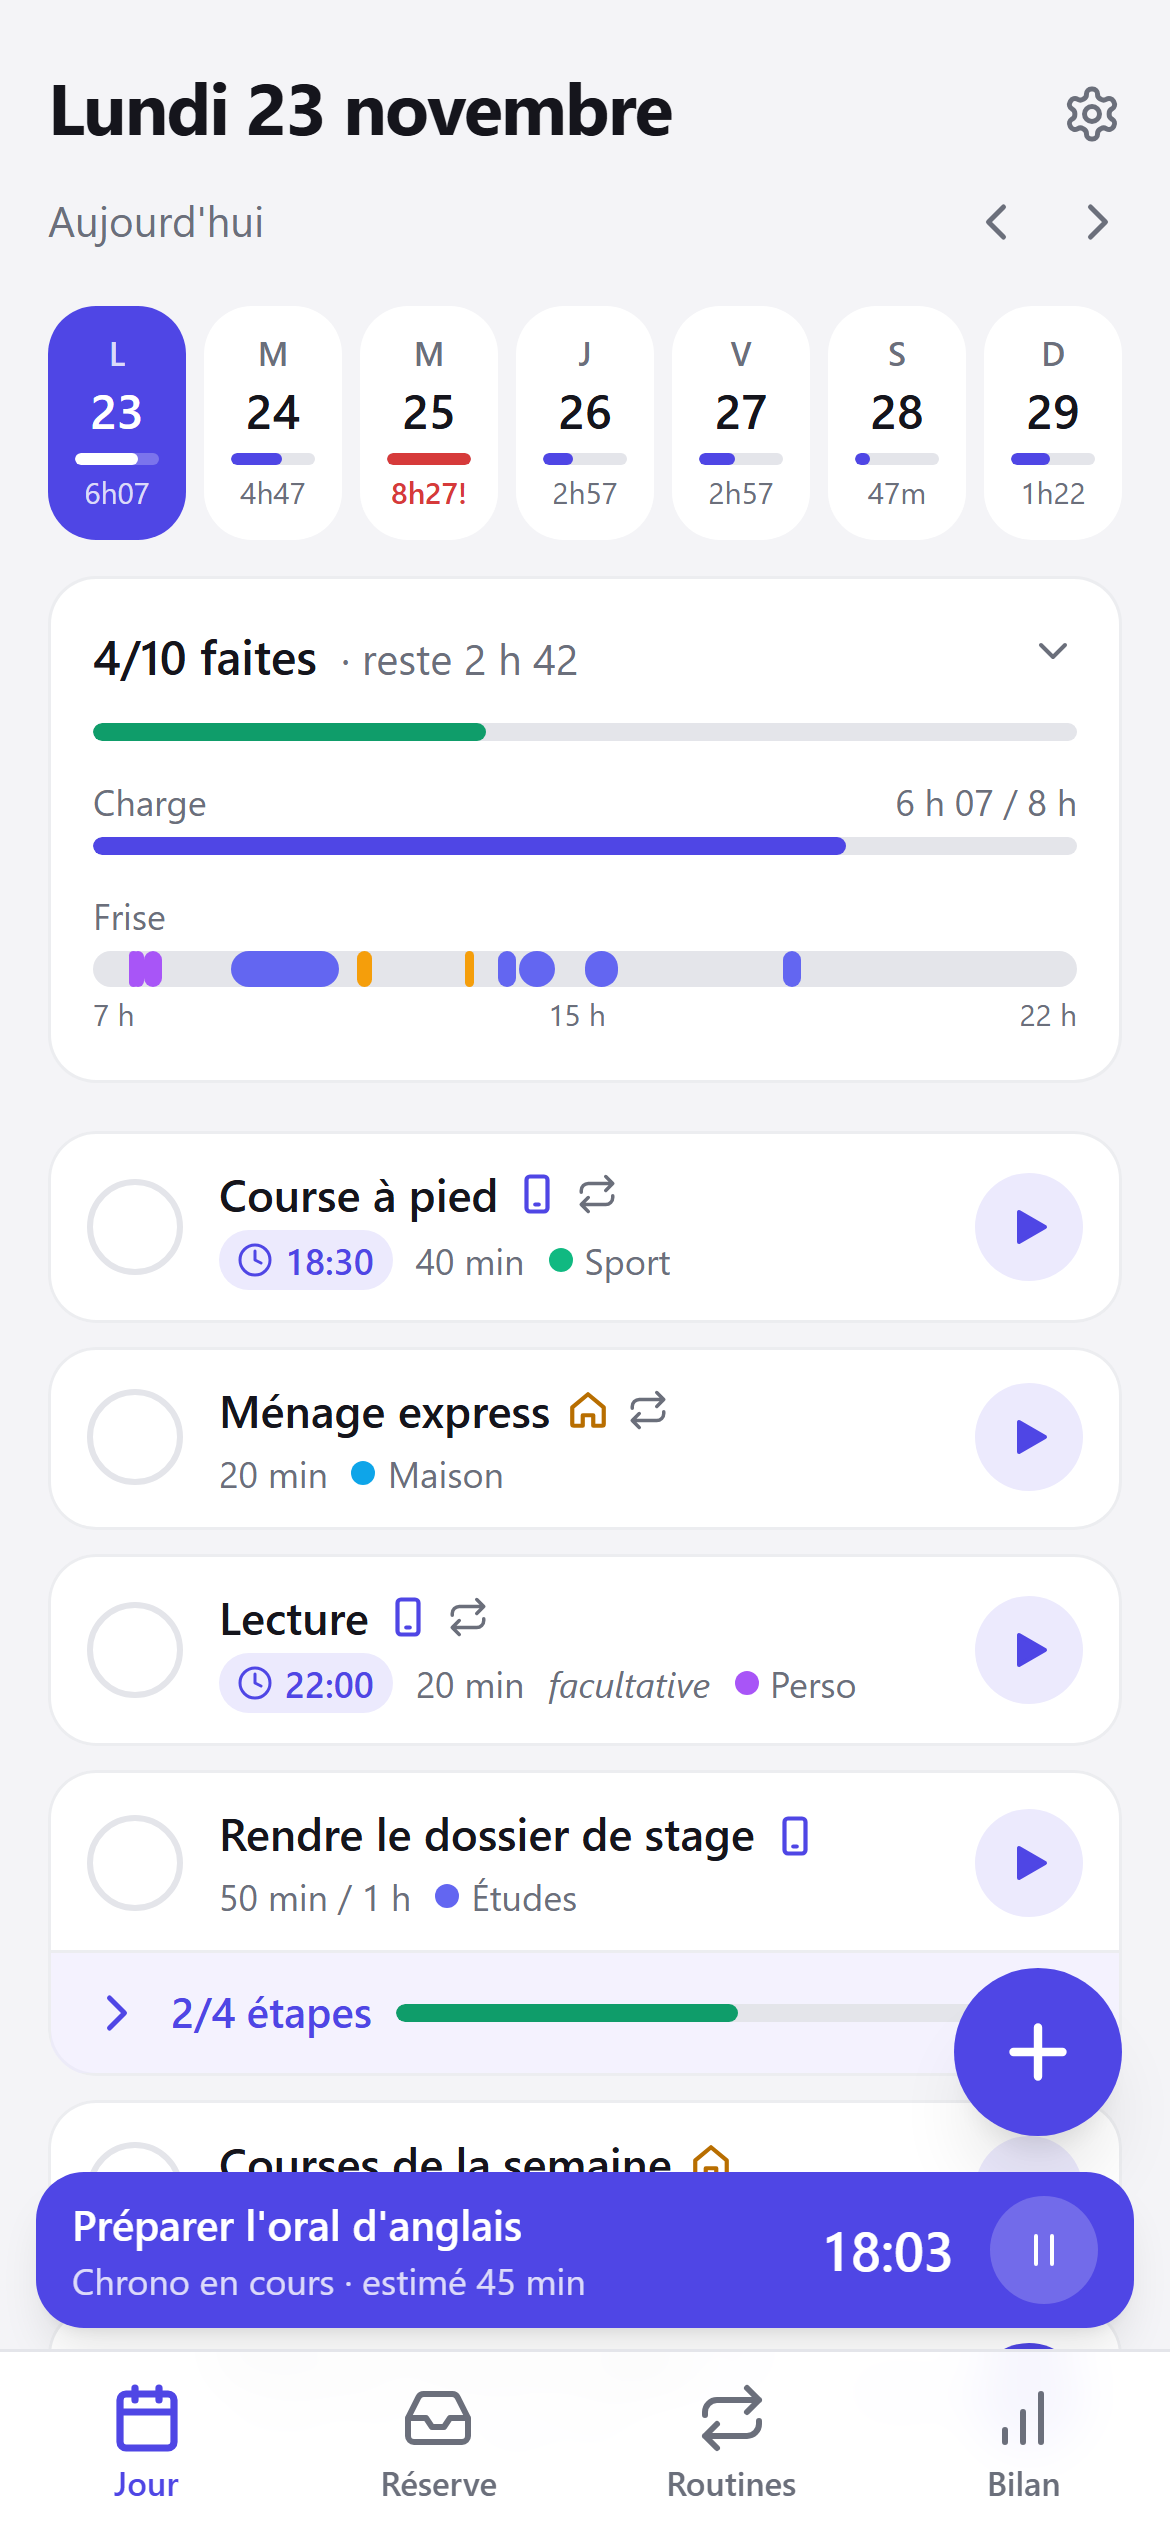 Lundi 23 novembre
Aujourd'hui
L M M J V S D
23 24 25 26 27 28 29
6h07 4h47 8h27! 2h57 2h57 47m 1h22
4/10 faites · reste 2 h 42
Charge 6 h 07 / 8 h
Frise
7 h 15 h 22 h
Course à pied
18:30 40 min Sport
Ménage express
20 min Maison
Lecture
22:00 20 min facultative Perso
Rendre le dossier de stage
50 min / 1 h Études
2/4 étapes
Courses de la semaine
Préparer l'oral d'anglais
18:03
Chrono en cours · estimé 45 min
Jour Réserve Routines Bilan